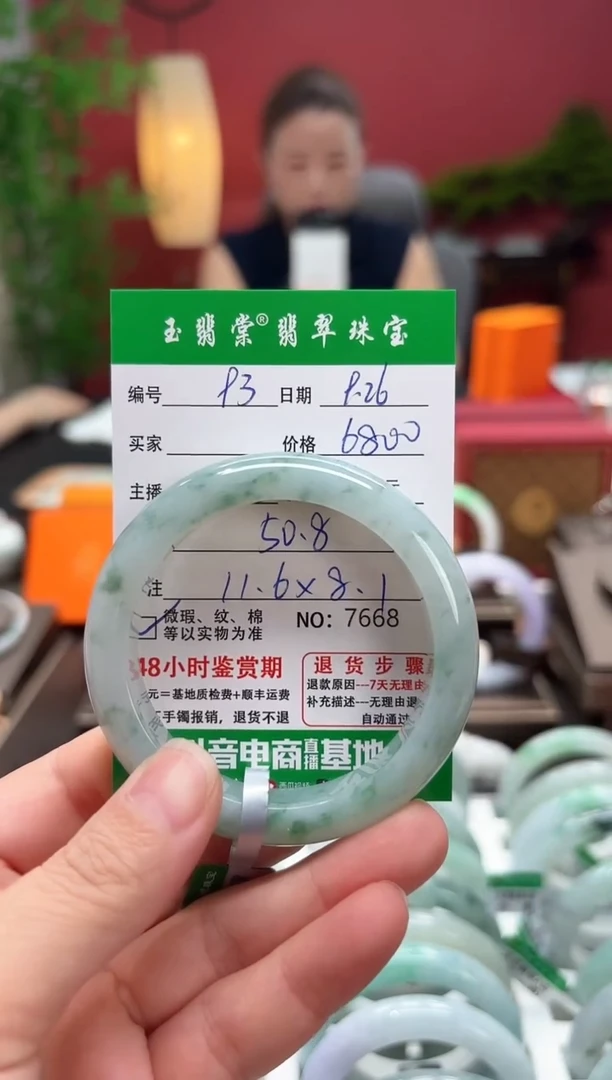 玉翡棠®翡翠珠宝
编号 P3 日期 P.26
买家 价格 6800
主播
50.8
注 11.6×8.1
微瑕、纹、棉
等以实物为准
NO: 7668
48小时鉴赏期
元=基地质检费+顺丰运费
手镯报销，退货不退
退货步骤
退款原因---7天无理由
补充描述---无理由退
自动通过
音电商直播基地